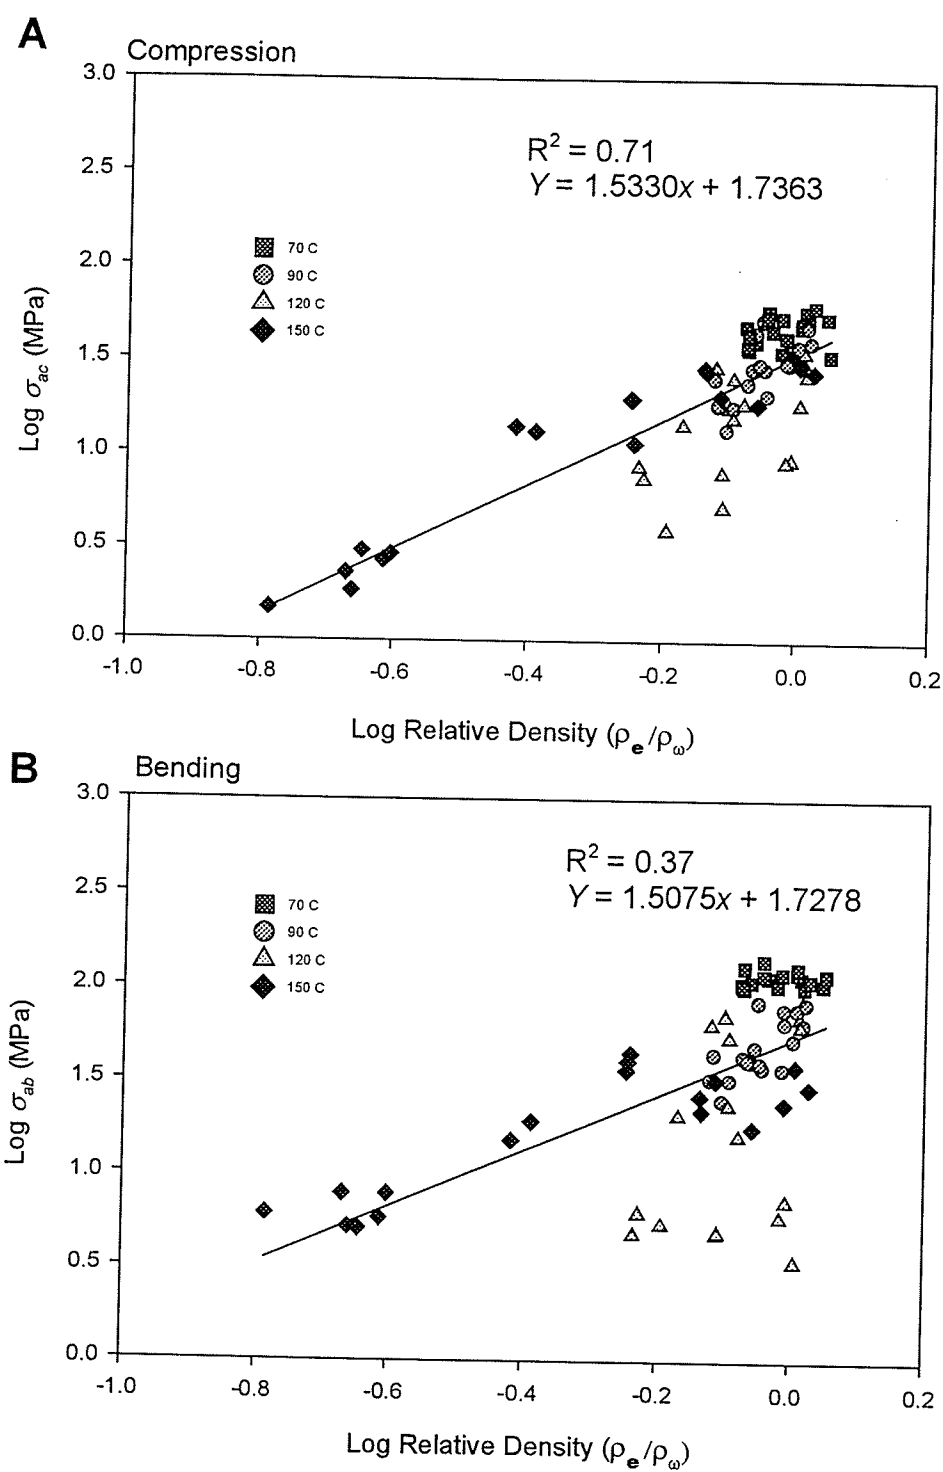 A
Compression
3.0
2.5
2.0
1.5
1.0
0.5
0.0
R² = 0.71
Y = 1.5330x + 1.7363
70 C
90 C
120 C
150 C
Log σac (MPa)
-1.0 -0.8 -0.6 -0.4 -0.2 0.0 0.2
Log Relative Density (ρe/ρω)
B
Bending
3.0
2.5
2.0
1.5
1.0
0.5
0.0
R² = 0.37
Y = 1.5075x + 1.7278
70 C
90 C
120 C
150 C
Log σab (MPa)
-1.0 -0.8 -0.6 -0.4 -0.2 0.0 0.2
Log Relative Density (ρe/ρω)